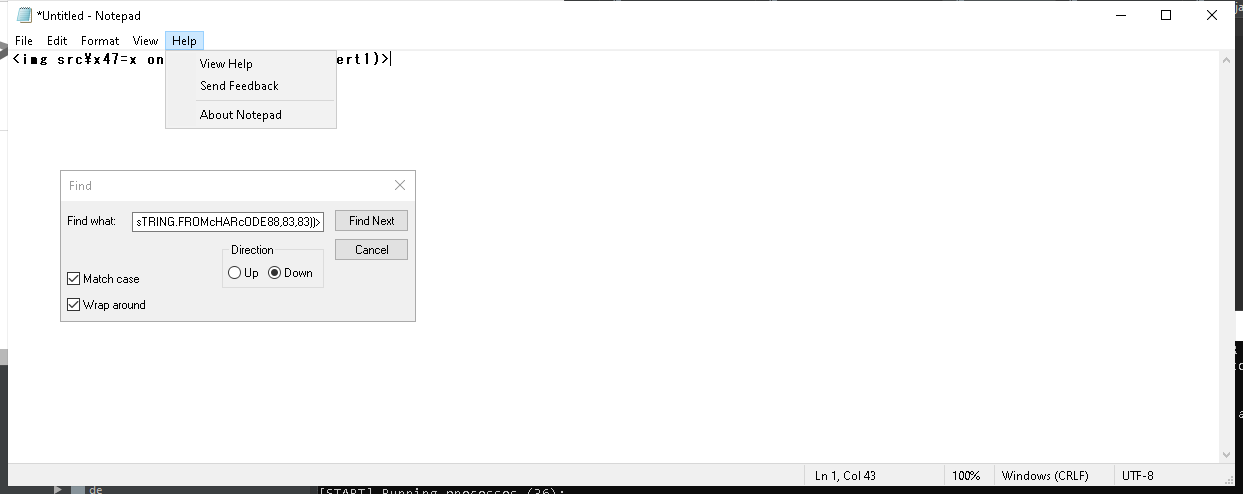 *Untitled - Notepad
File Edit Format View Help
<img src¥x47=x on ert1)>
View Help
Send Feedback
About Notepad
Find
Find what: sTRING.FROMcHARcODE88,83,83))> Find Next
Direction Cancel
Up Down
Match case
Wrap around
Ln 1, Col 43 100% Windows (CRLF) UTF-8
de [START] Running processes (36):